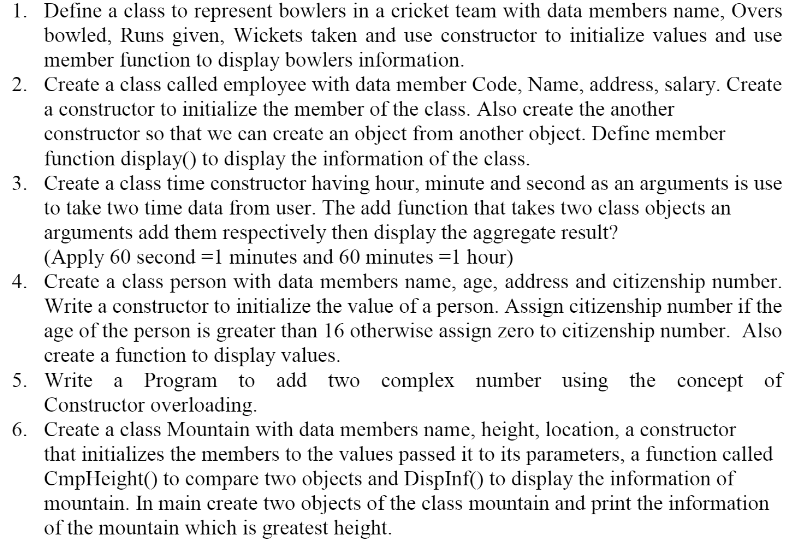 1. Define a class to represent bowlers in a cricket team with data members name, Overs
bowled, Runs given, Wickets taken and use constructor to initialize values and use
member function to display bowlers information.
2. Create a class called employee with data member Code, Name, address, salary. Create
a constructor to initialize the member of the class. Also create the another
constructor so that we can create an object from another object. Define member
function display() to display the information of the class.
3. Create a class time constructor having hour, minute and second as an arguments is use
to take two time data from user. The add function that takes two class objects an
arguments add them respectively then display the aggregate result?
(Apply 60 second =1 minutes and 60 minutes =1 hour)
4. Create a class person with data members name, age, address and citizenship number.
Write a constructor to initialize the value of a person. Assign citizenship number if the
age of the person is greater than 16 otherwise assign zero to citizenship number. Also
create a function to display values.
5. Write a Program to add two complex number using the concept of
Constructor overloading.
6. Create a class Mountain with data members name, height, location, a constructor
that initializes the members to the values passed it to its parameters, a function called
CmpHeight() to compare two objects and DispInf() to display the information of
mountain. In main create two objects of the class mountain and print the information
of the mountain which is greatest height.